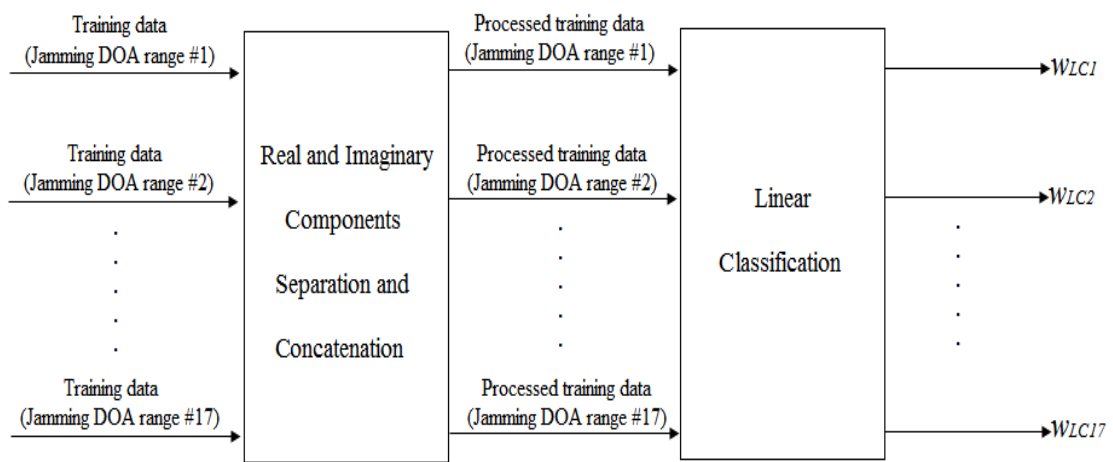 Training data
(Jamming DOA range #1)
Processed training data
(Jamming DOA range #1)
WLC1
Training data
(Jamming DOA range #2)
Real and Imaginary
Components
Separation and
Concatenation
Processed training data
(Jamming DOA range #2)
Linear
Classification
WLC2
Training data
(Jamming DOA range #17)
Processed training data
(Jamming DOA range #17)
WLC17